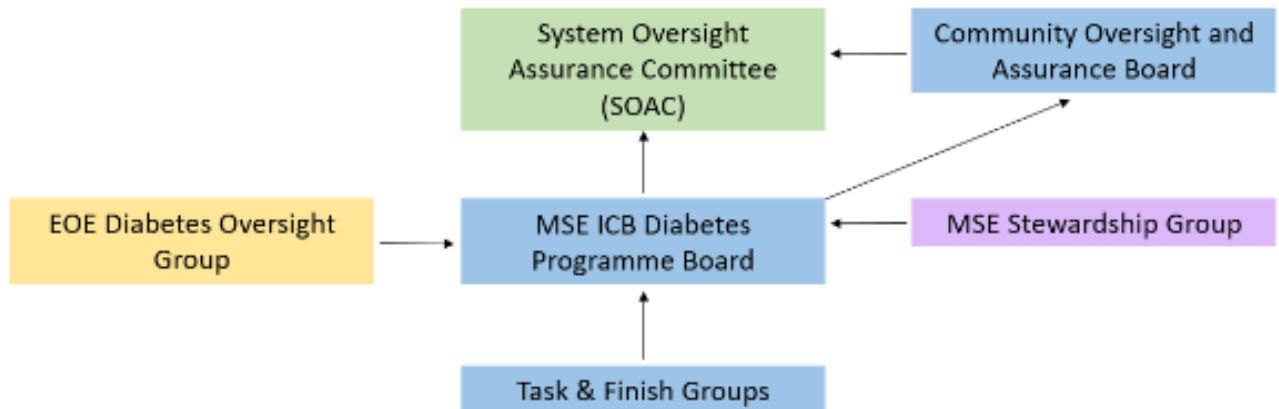 System Oversight
Assurance Committee
(SOAC)
Community Oversight and
Assurance Board
EOE Diabetes Oversight
Group
MSE ICB Diabetes
Programme Board
MSE Stewardship Group
Task & Finish Groups